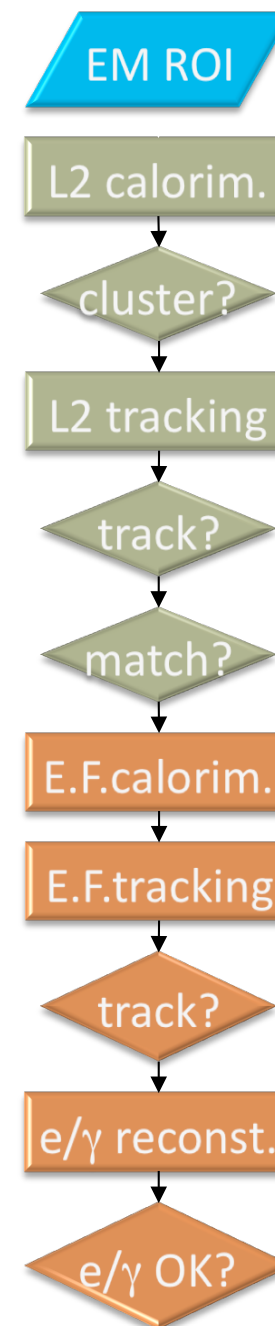 EM ROI
L2 calorim.
cluster?
L2 tracking
track?
match?
E.F.calorim.
E.F.tracking
track?
e/γ reconst.
e/γ OK?